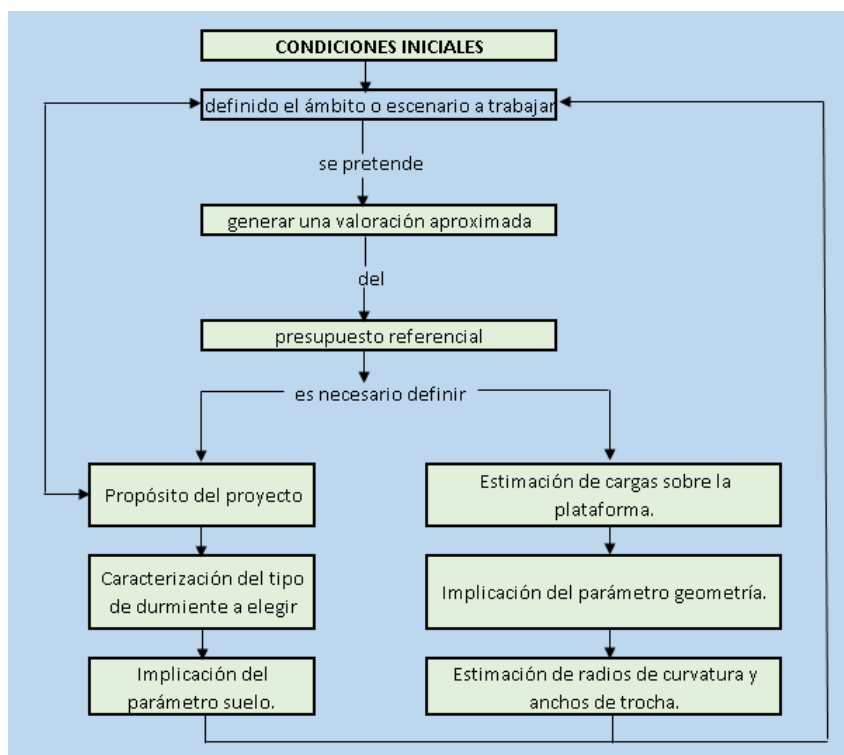 CONDICIONES INICIALES
definido el ámbito o escenario a trabajar
se pretende
generar una valoración aproximada
del
presupuesto referencial
es necesario definir
Propósito del proyecto
Caracterización del tipo
de durmiente a elegir
Implicación del
parámetro suelo.
Estimación de cargas sobre la
plataforma.
Implicación del parámetro geometría.
Estimación de radios de curvatura y
anchos de trocha.